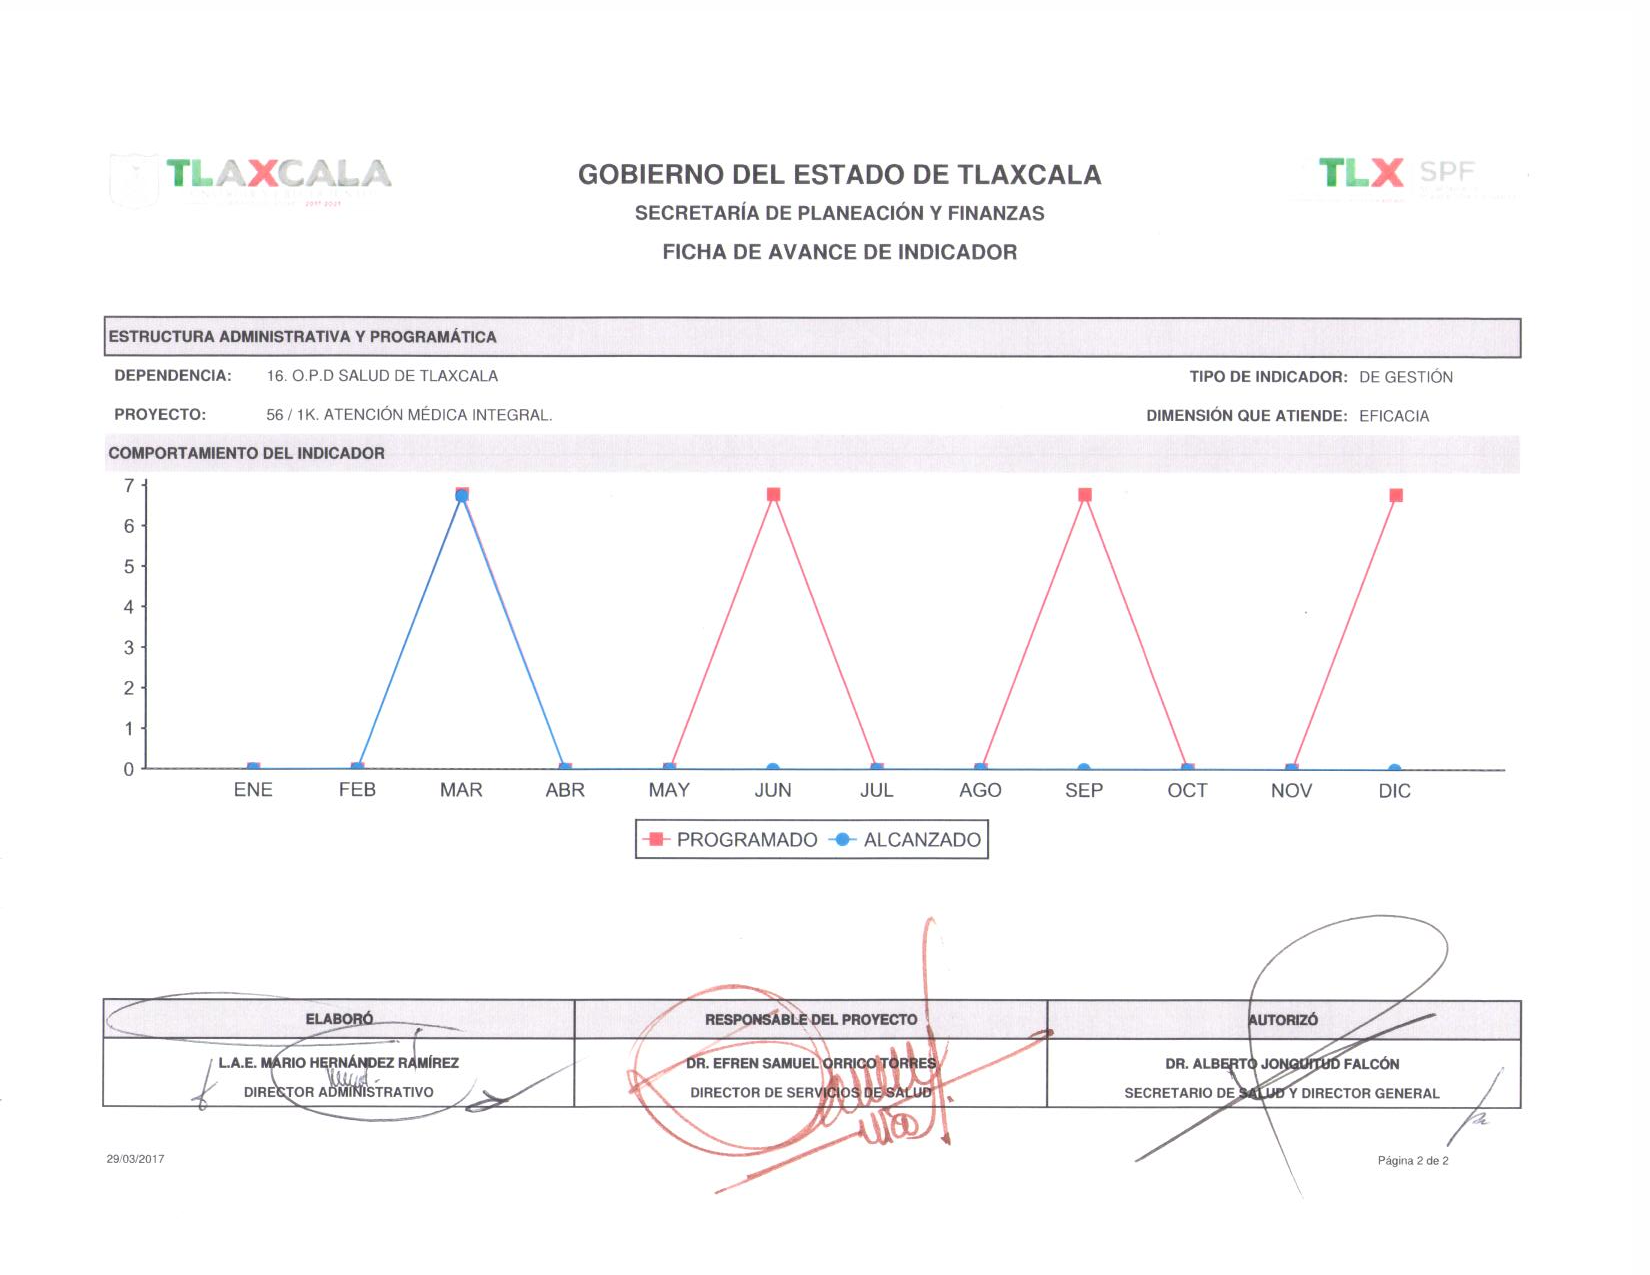 TLAXCALA
GOBIERNO DEL ESTADO DE TLAXCALA
TLX SPF
SECRETARÍA DE PLANEACIÓN Y FINANZAS
FICHA DE AVANCE DE INDICADOR
ESTRUCTURA ADMINISTRATIVA Y PROGRAMÁTICA
DEPENDENCIA: 16. O.P.D SALUD DE TLAXCALA
TIPO DE INDICADOR: DE GESTIÓN
PROYECTO: 56 / 1K. ATENCIÓN MÉDICA INTEGRAL.
DIMENSIÓN QUE ATIENDE: EFICACIA
COMPORTAMIENTO DEL INDICADOR
7
6
5
4
3
2
1
0
ENE FEB MAR ABR MAY JUN JUL AGO SEP OCT NOV DIC
PROGRAMADO ALCANZADO
ELABORÓ
L.A.E. MARIO HERNÁNDEZ RAMÍREZ
DIRECTOR ADMINISTRATIVO
RESPONSABLE DEL PROYECTO
DR. EFREN SAMUEL ORRICO TORRES
DIRECTOR DE SERVICIOS DE SALUD
AUTORIZÓ
DR. ALBERTO JONGUITUD FALCÓN
SECRETARIO DE SALUD Y DIRECTOR GENERAL
29/03/2017
Página 2 de 2